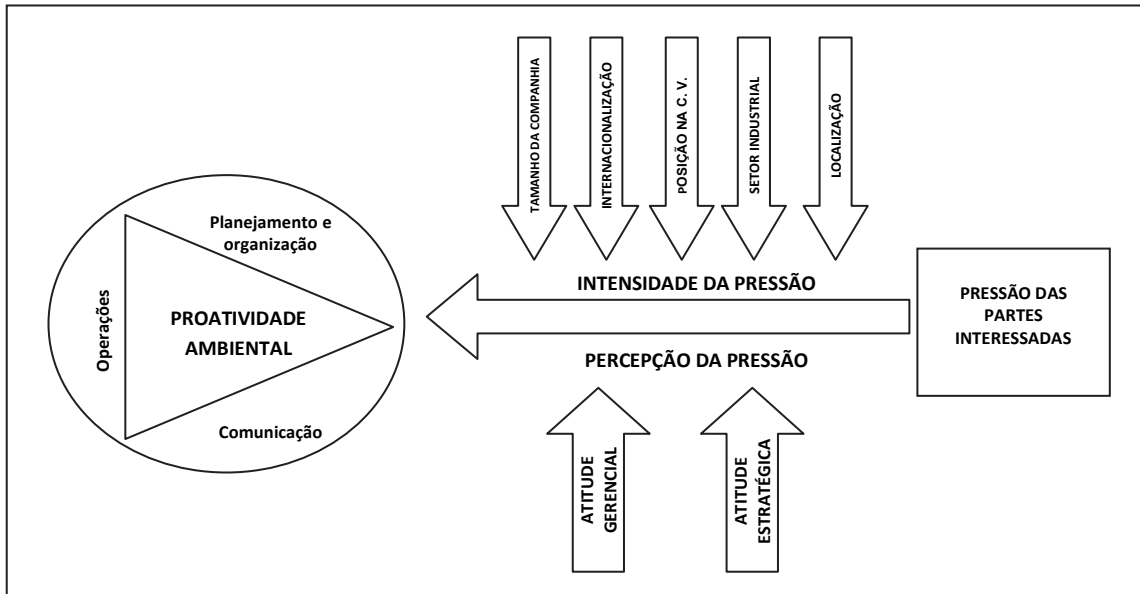 TAMANHO DA COMPANHIA
INTERNACIONALIZAÇÃO
POSIÇÃO NA C. V.
SETOR INDUSTRIAL
LOCALIZAÇÃO
Planejamento e
organização
Operações
PROATIVIDADE
AMBIENTAL
Comunicação
INTENSIDADE DA PRESSÃO
PERCEPÇÃO DA PRESSÃO
PRESSÃO DAS
PARTES
INTERESSADAS
ATITUDE
GERENCIAL
ATITUDE
ESTRATÉGICA